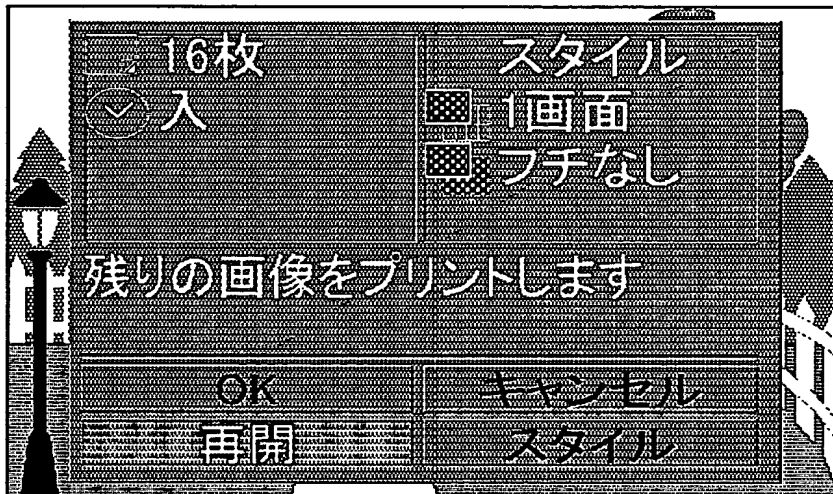 16枚
入
スタイル
1画面
フチなし
残りの画像をプリントします
OK
キャンセル
再開
スタイル